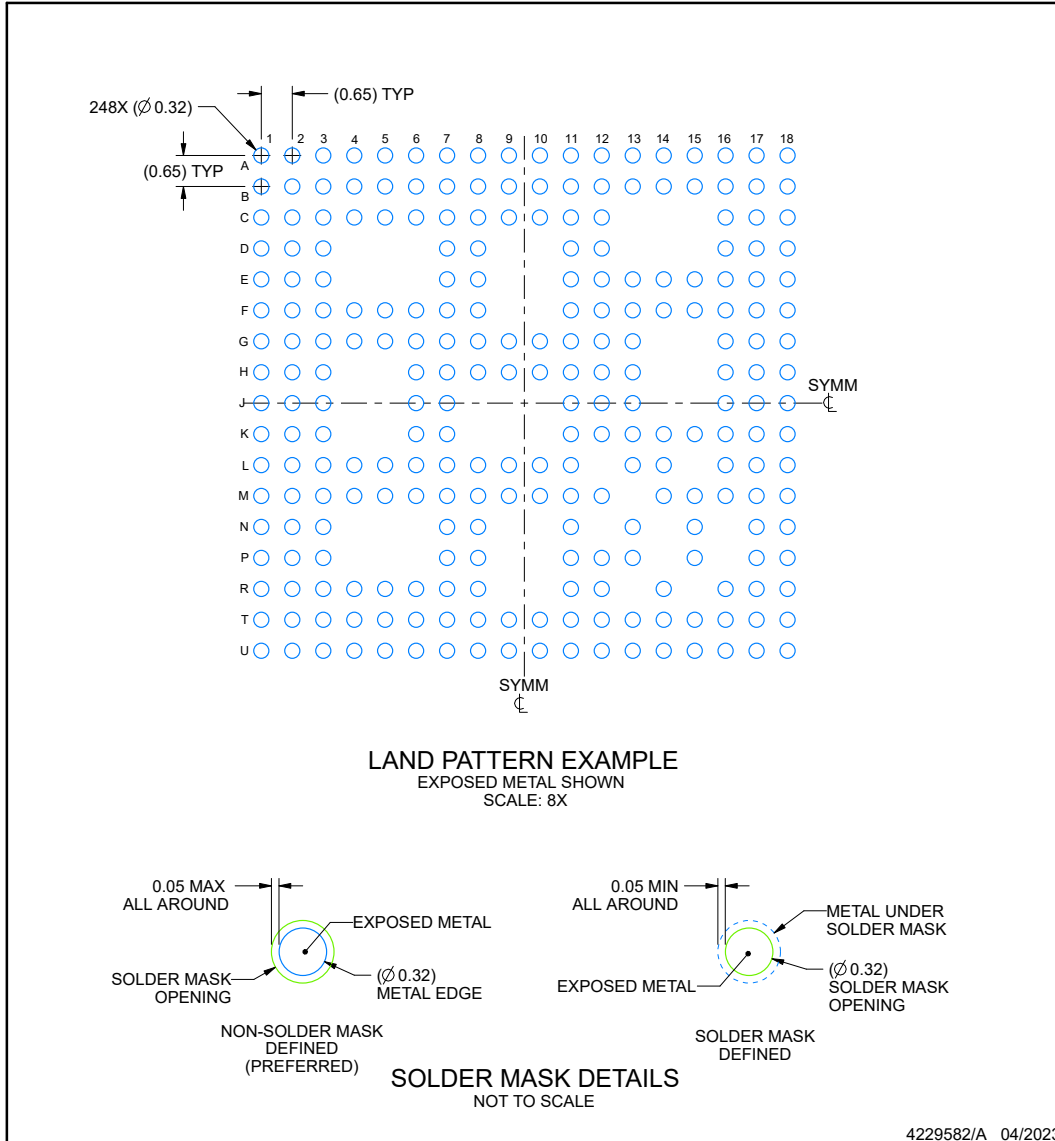 (0.65) TYP
248X (∅ 0.32)
1 2 3 4 5 6 7 8 9 10 11 12 13 14 15 16 17 18
A
(0.65) TYP
B
C
D
E
F
G
H
SYMM
J
℄
K
L
M
N
P
R
T
U
SYMM
℄
LAND PATTERN EXAMPLE
EXPOSED METAL SHOWN
SCALE: 8X
0.05 MAX
ALL AROUND
EXPOSED METAL
SOLDER MASK
OPENING
(∅ 0.32)
METAL EDGE
NON-SOLDER MASK
DEFINED
(PREFERRED)
0.05 MIN
ALL AROUND
METAL UNDER
SOLDER MASK
EXPOSED METAL
(∅ 0.32)
SOLDER MASK
OPENING
SOLDER MASK
DEFINED
SOLDER MASK DETAILS
NOT TO SCALE
4229582/A 04/2023